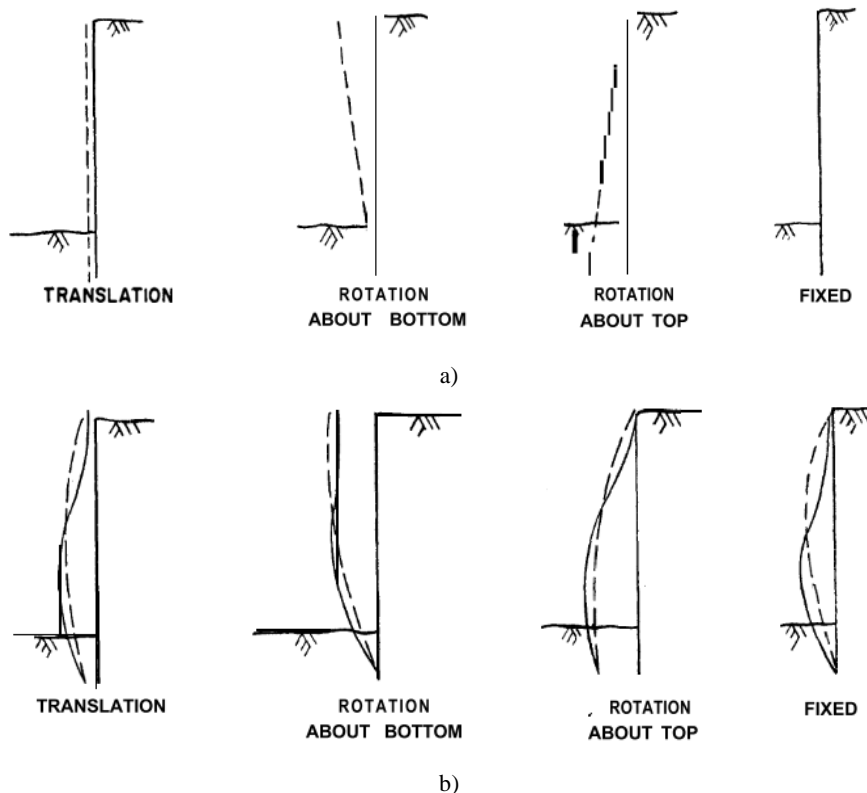 TRANSLATION
ROTATION
ABOUT BOTTOM
ROTATION
ABOUT TOP
FIXED
a)
TRANSLATION
ROTATION
ABOUT BOTTOM
ROTATION
ABOUT TOP
FIXED
b)